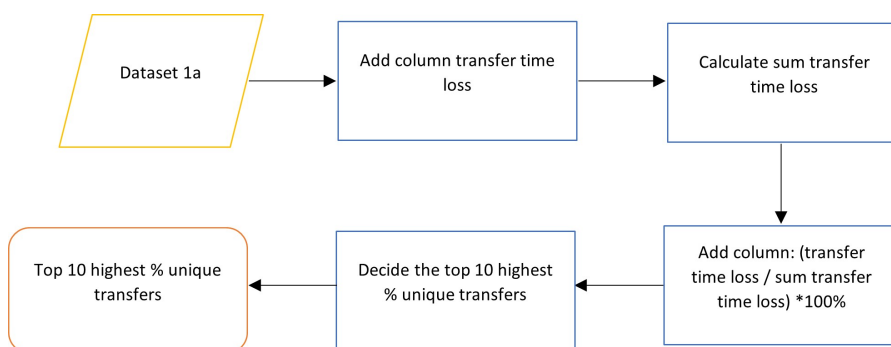 Dataset 1a
Add column transfer time
loss
Calculate sum transfer
time loss
Add column: (transfer
time loss / sum transfer
time loss) *100%
Decide the top 10 highest
% unique transfers
Top 10 highest % unique
transfers